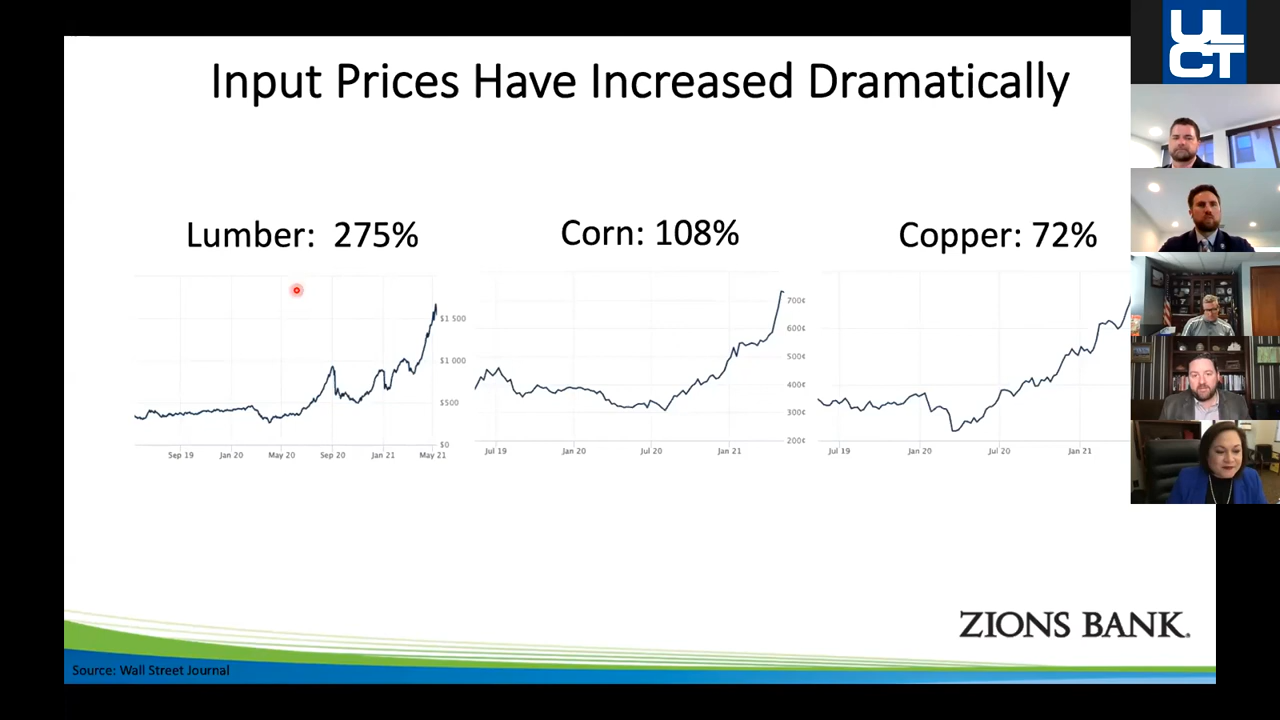 Input Prices Have Increased Dramatically
ULCT
Lumber: 275%
Corn: 108%
Copper: 72%
$1 500
$1 000
$500
$0
Sep 19 Jan 20 May 20 Sep 20 Jan 21 May 21
700¢
600¢
500¢
400¢
300¢
200¢
Jul 19 Jan 20 Jul 20 Jan 21
Jul 19 Jan 20 Jul 20 Jan 21
ZIONS BANK.
Source: Wall Street Journal